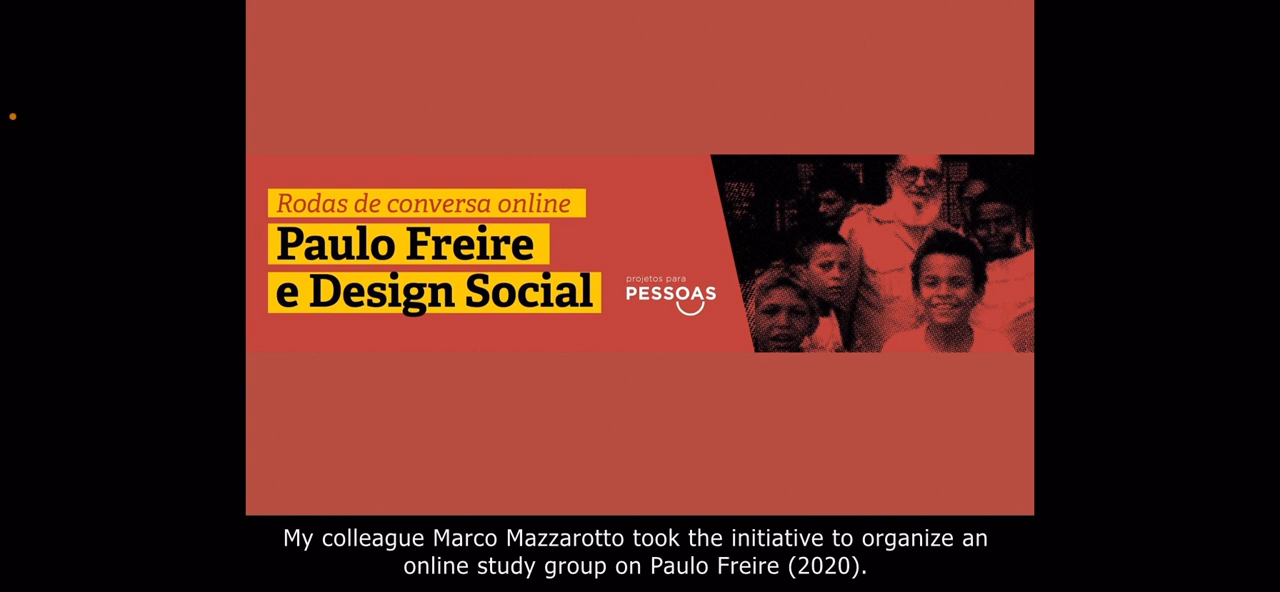 Rodas de conversa online
Paulo Freire
e Design Social
projetos para
PESSOAS
My colleague Marco Mazzarotto took the initiative to organize an
online study group on Paulo Freire (2020).